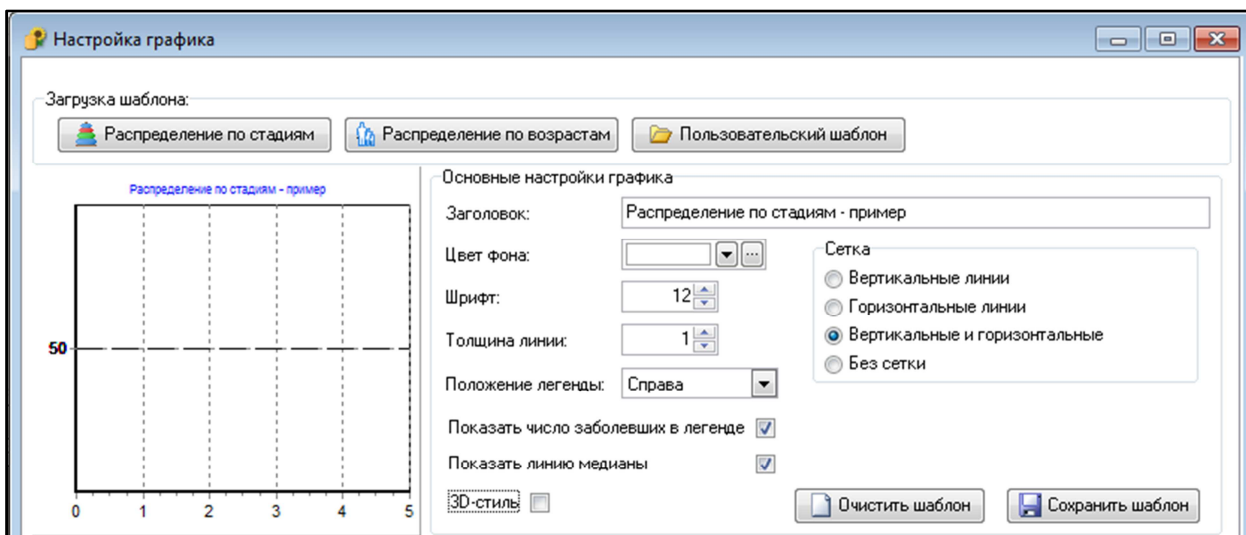 Настройка графика
Загрузка шаблона:
Распределение по стадиям
Распределение по возрастам
Пользовательский шаблон
Распределение по стадиям - пример
50
0 1 2 3 4 5
Основные настройки графика
Заголовок: Распределение по стадиям - пример
Цвет фона:
Шрифт: 12
Толщина линии: 1
Положение легенды: Справа
Показать число заболевших в легенде
Показать линию медианы
3D-стиль
Сетка
Вертикальные линии
Горизонтальные линии
Вертикальные и горизонтальные
Без сетки
Очистить шаблон
Сохранить шаблон